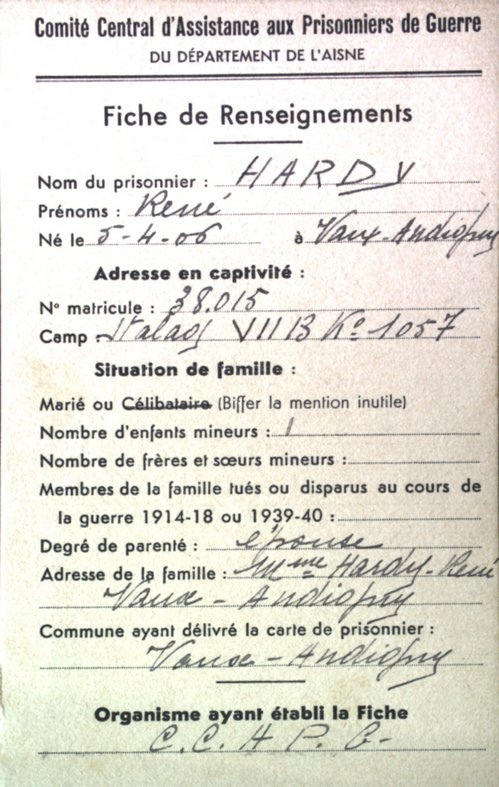 Comité Central d'Assistance aux Prisonniers de Guerre
DU DÉPARTEMENT DE L'AISNE
Fiche de Renseignements
Nom du prisonnier : HARDY
Prénoms : René
Né le 5-4-06 à Vaux-Andigny
Adresse en captivité :
N° matricule : 38.015
Camp : Stalag VII B K° 1057
Situation de famille :
Marié ou Célibataire (Biffer la mention inutile)
Nombre d'enfants mineurs : 1
Nombre de frères et sœurs mineurs :
Membres de la famille tués ou disparus au cours de
la guerre 1914-18 ou 1939-40 :
Degré de parenté : épouse
Adresse de la famille : Mme Hardy-René
Vaux-Andigny
Commune ayant délivré la carte de prisonnier :
Vaux-Andigny
Organisme ayant établi la Fiche
C.C.A.P.G-